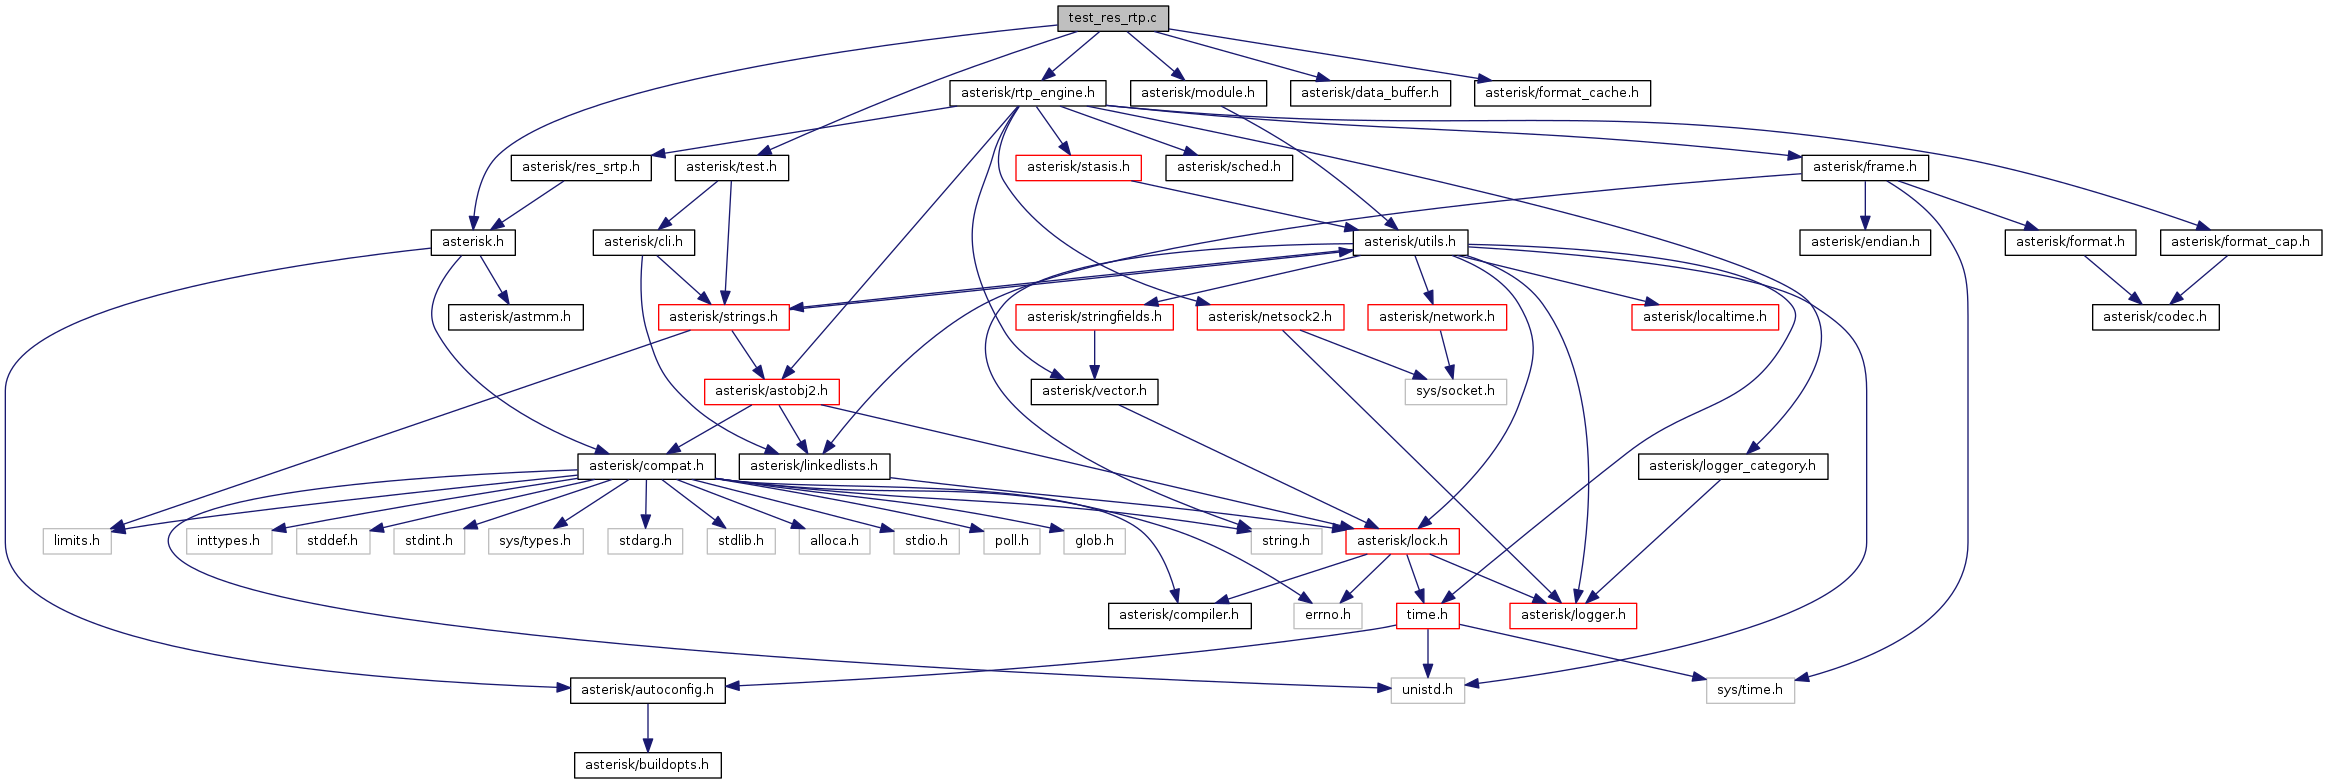 test_res_rtp.c
asterisk/rtp_engine.h
asterisk/module.h
asterisk/data_buffer.h
asterisk/format_cache.h
asterisk/res_srtp.h
asterisk/test.h
asterisk/stasis.h
asterisk/sched.h
asterisk/frame.h
asterisk.h
asterisk/cli.h
asterisk/utils.h
asterisk/endian.h
asterisk/format.h
asterisk/format_cap.h
asterisk/astmm.h
asterisk/strings.h
asterisk/stringfields.h
asterisk/netsock2.h
asterisk/network.h
asterisk/localtime.h
asterisk/codec.h
asterisk/astobj2.h
asterisk/vector.h
sys/socket.h
asterisk/compat.h
asterisk/linkedlists.h
asterisk/logger_category.h
limits.h
inttypes.h
stddef.h
stdint.h
sys/types.h
stdarg.h
stdlib.h
alloca.h
stdio.h
poll.h
glob.h
string.h
asterisk/lock.h
asterisk/compiler.h
errno.h
time.h
asterisk/logger.h
asterisk/autoconfig.h
unistd.h
sys/time.h
asterisk/buildopts.h